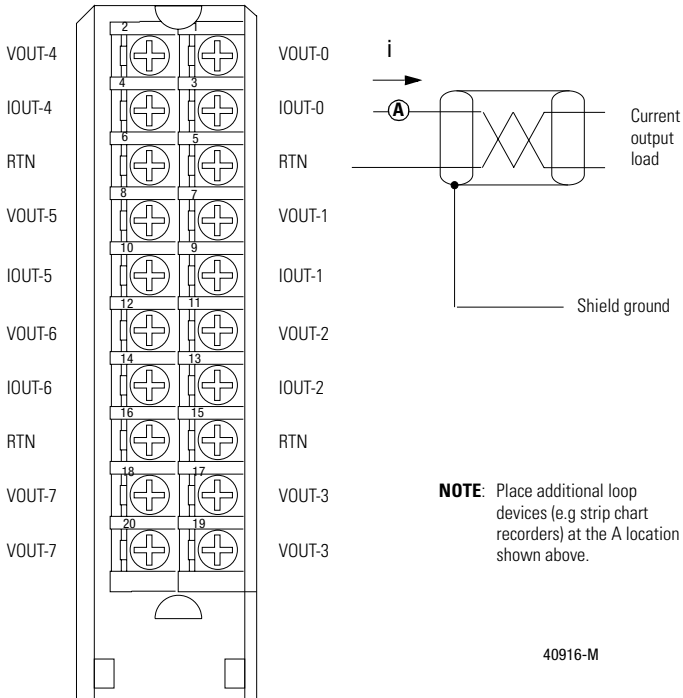 2 1
VOUT-4 VOUT-0
4 3
IOUT-4 IOUT-0
6 5
RTN RTN
8 7
VOUT-5 VOUT-1
10 9
IOUT-5 IOUT-1
12 11
VOUT-6 VOUT-2
14 13
IOUT-6 IOUT-2
16 15
RTN RTN
18 17
VOUT-7 VOUT-3
20 19
VOUT-7 VOUT-3
i
A
Current
output
load
Shield ground
NOTE: Place additional loop
devices (e.g strip chart
recorders) at the A location
shown above.
40916-M